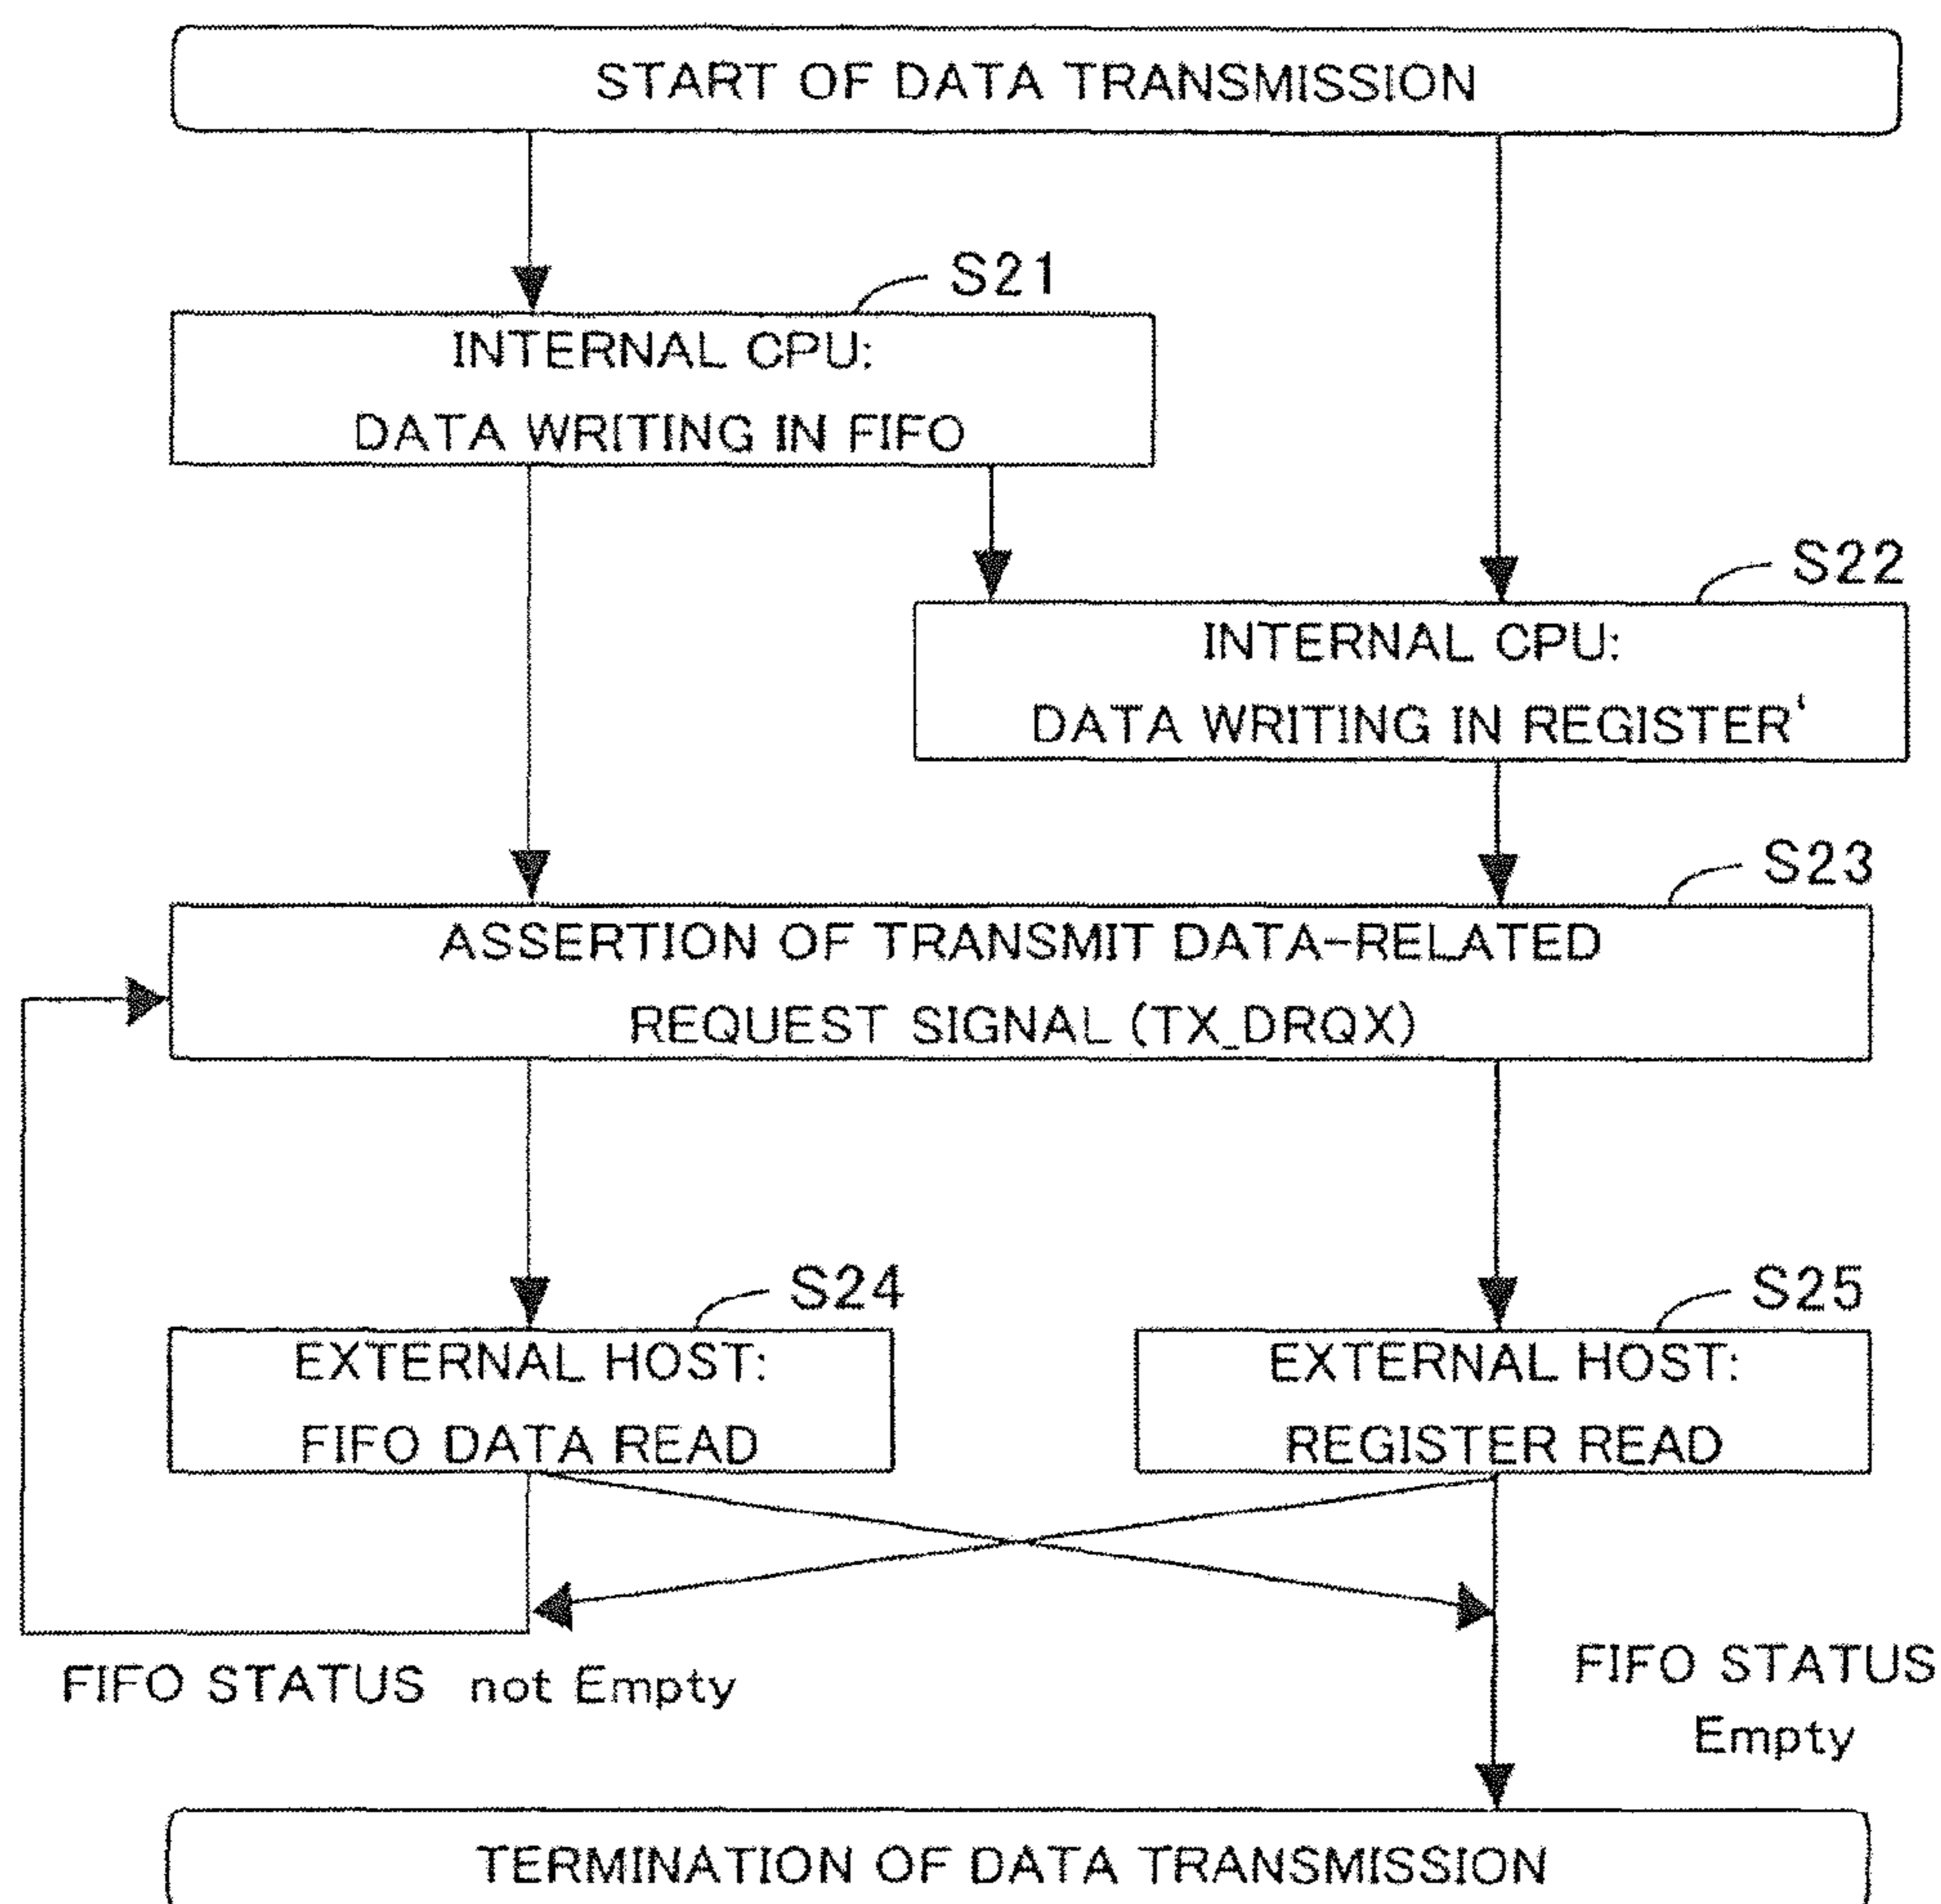 START OF DATA TRANSMISSION
S21
INTERNAL CPU:
DATA WRITING IN FIFO
S22
INTERNAL CPU:
DATA WRITING IN REGISTER‘
S23
ASSERTION OF TRANSMIT DATA-RELATED
REQUEST SIGNAL (TX_DRQX)
S24
EXTERNAL HOST:
FIFO DATA READ
S25
EXTERNAL HOST:
REGISTER READ
FIFO STATUS not Empty
FIFO STATUS
Empty
TERMINATION OF DATA TRANSMISSION